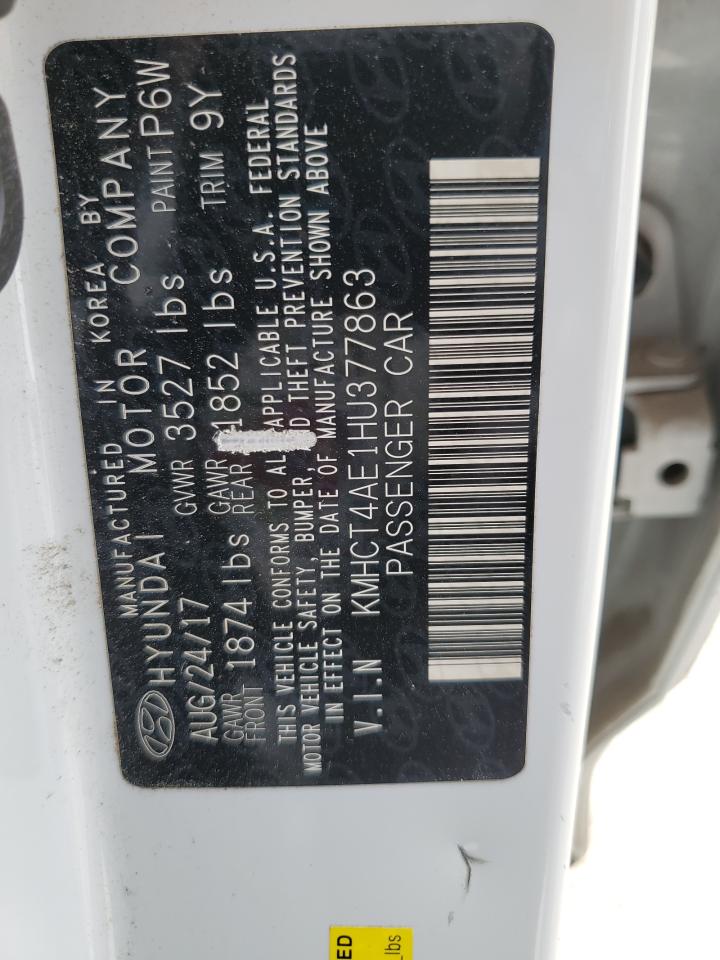 MANUFACTURED IN KOREA BY
HYUNDAI MOTOR COMPANY
AUG/24/17 GVWR 3527 lbs PAINT P6W
GAWR FRONT 1874 lbs GAWR REAR 1852 lbs TRIM 9Y
THIS VEHICLE CONFORMS TO ALL APPLICABLE U.S.A. FEDERAL
MOTOR VEHICLE SAFETY, BUMPER, THEFT PREVENTION STANDARDS
IN EFFECT ON THE DATE OF MANUFACTURE SHOWN ABOVE
V.I.N KMHCT4AE1HU377863
PASSENGER CAR
lbs